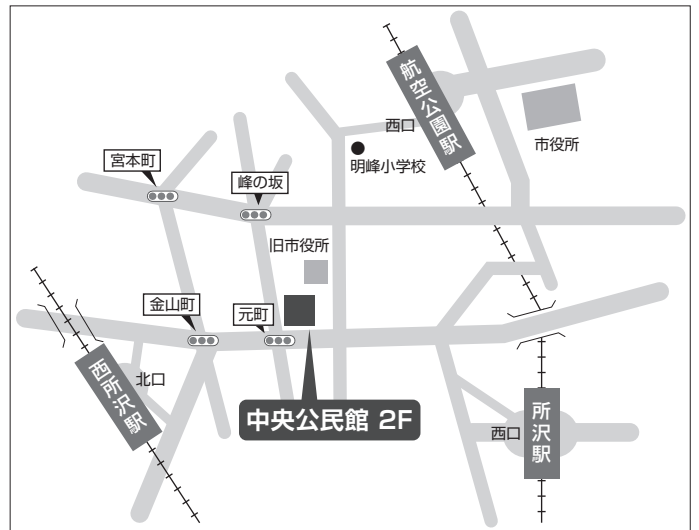 航空公園駅
西口
市役所
明峰小学校
宮本町
峰の坂
旧市役所
金山町
元町
西所沢駅
北口
中央公民館 2F
所沢駅
西口